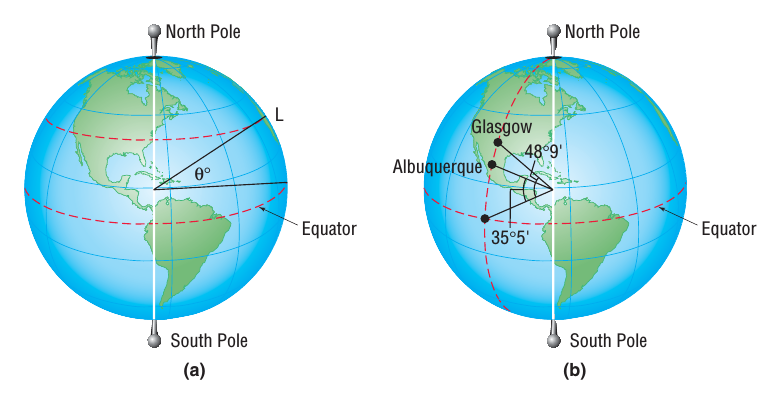 North Pole
L
θ°
Equator
South Pole
(a)
North Pole
Glasgow
48°9'
Albuquerque
35°5'
Equator
South Pole
(b)